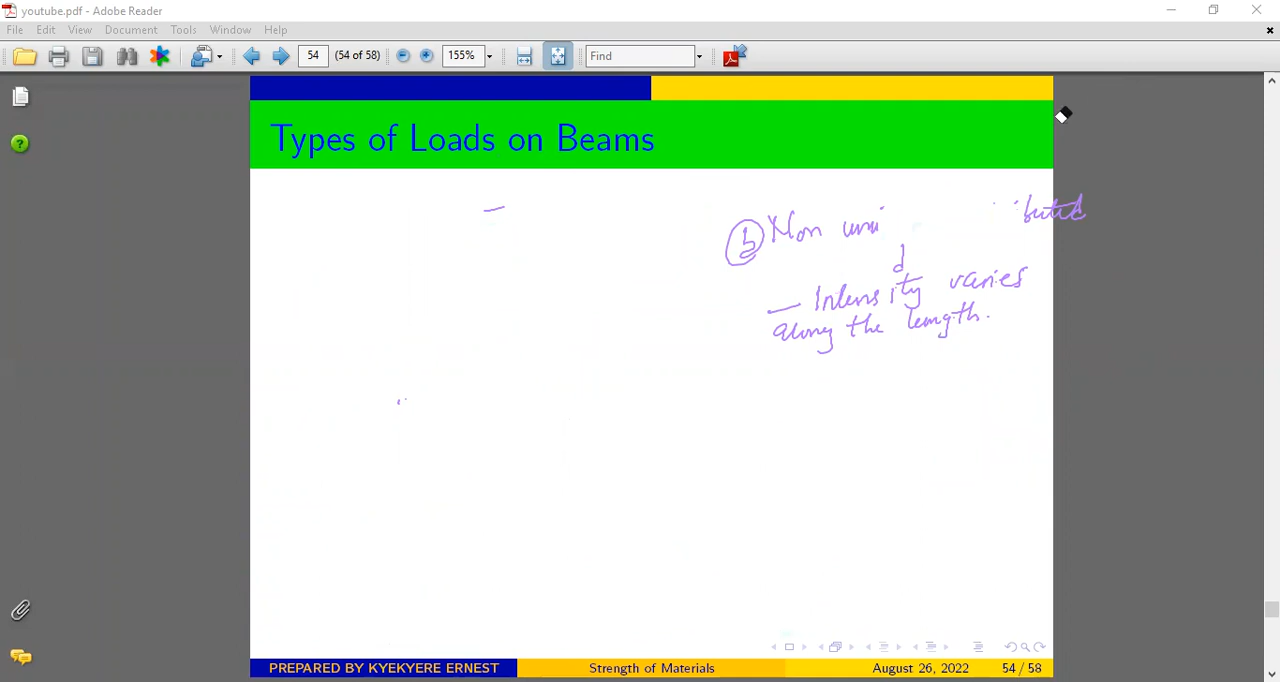 youtube.pdf - Adobe Reader
File Edit View Document Tools Window Help
54 (54 of 58) 155% Find
Types of Loads on Beams
b Non uni ibuted
d
— Intensity varies
along the length.
PREPARED BY KYEKYERE ERNEST Strength of Materials August 26, 2022 54 / 58